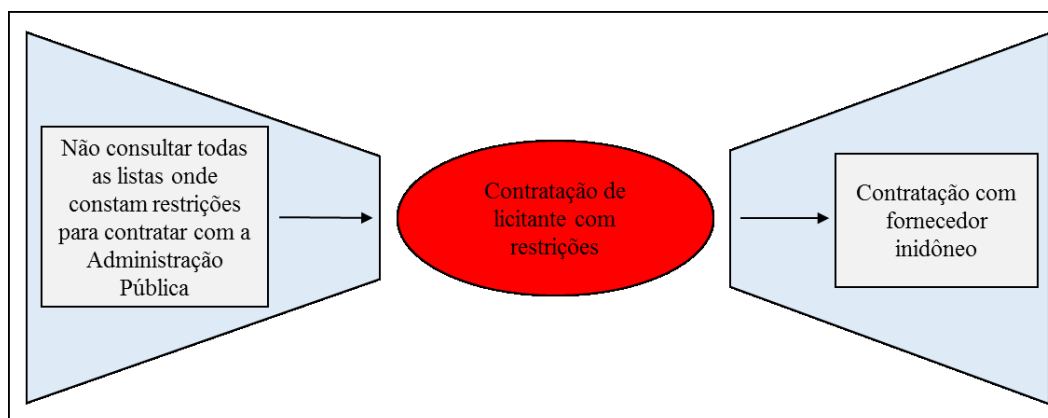 Não consultar todas
as listas onde
constam restrições
para contratar com a
Administração
Pública
Contratação de
licitante com
restrições
Contratação com
fornecedor
inidôneo